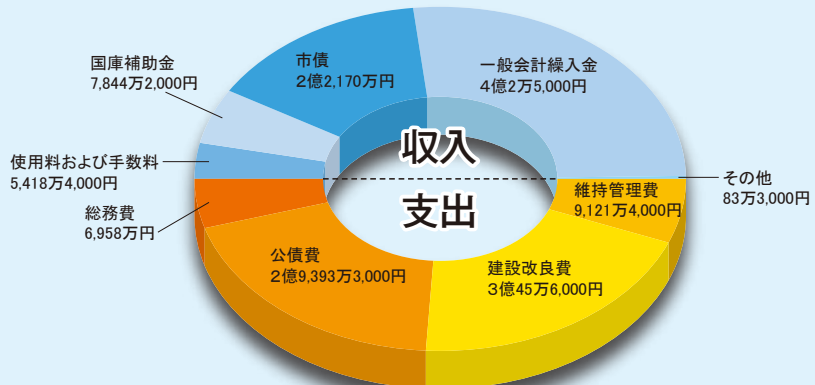 国庫補助金
7,844万2,000円
市債
2億2,170万円
一般会計繰入金
4億2万5,000円
使用料および手数料
5,418万4,000円
その他
83万3,000円
収入
支出
総務費
6,958万円
公債費
2億9,393万3,000円
建設改良費
3億45万6,000円
維持管理費
9,121万4,000円